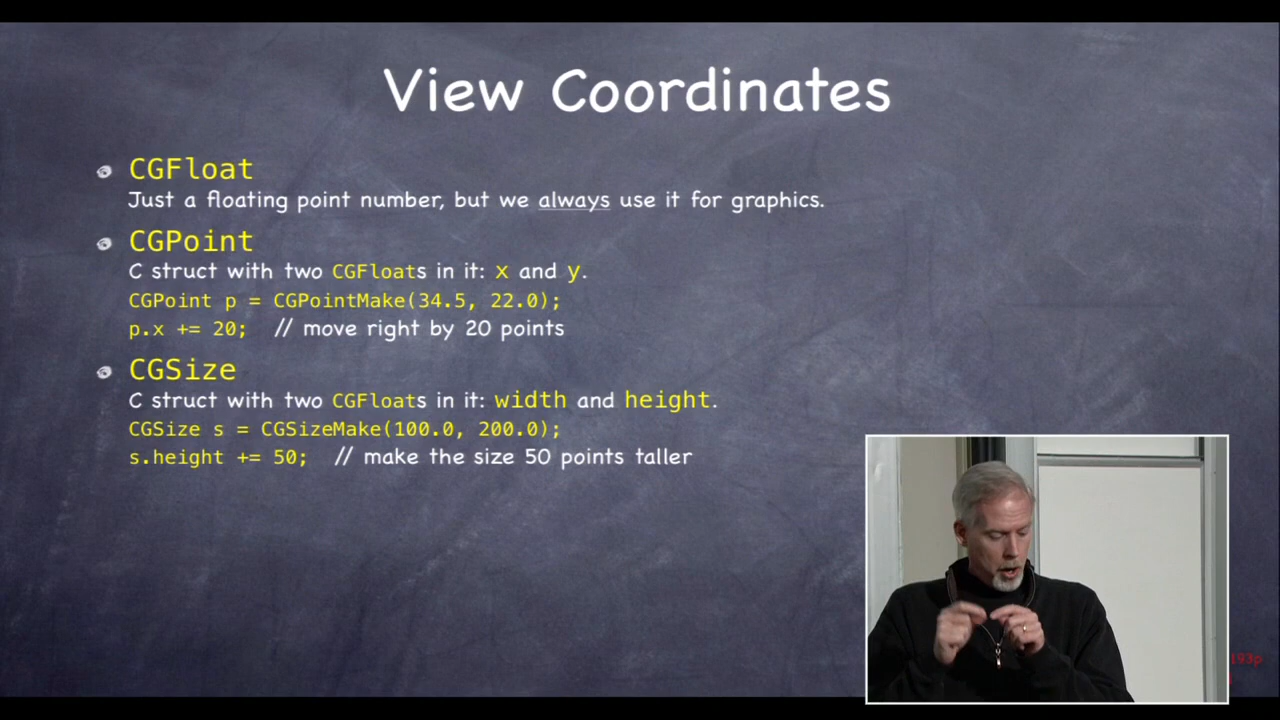 View Coordinates
CGFloat
Just a floating point number, but we always use it for graphics.
CGPoint
C struct with two CGFloats in it: x and y.
CGPoint p = CGPointMake(34.5, 22.0);
p.x += 20; // move right by 20 points
CGSize
C struct with two CGFloats in it: width and height.
CGSize s = CGSizeMake(100.0, 200.0);
s.height += 50; // make the size 50 points taller
193p